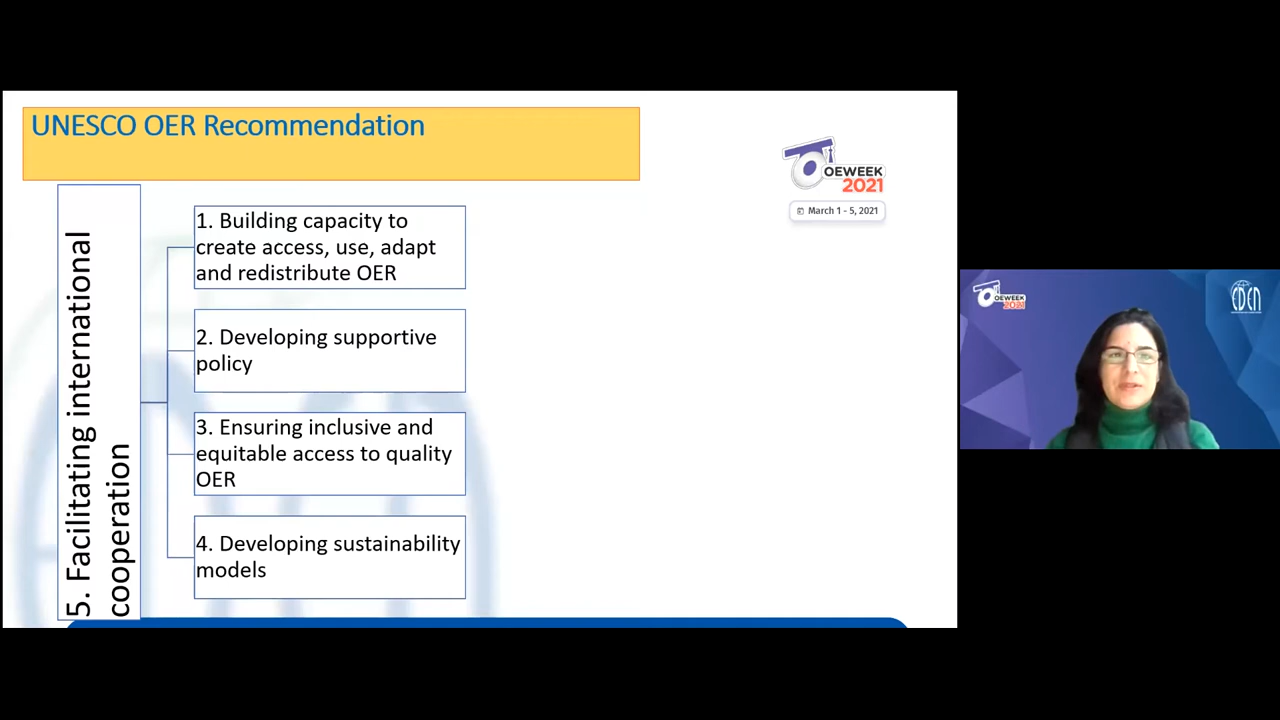 UNESCO OER Recommendation
OEWEEK
2021
March 1 - 5, 2021
5. Facilitating international
cooperation
1. Building capacity to
create access, use, adapt
and redistribute OER
2. Developing supportive
policy
3. Ensuring inclusive and
equitable access to quality
OER
4. Developing sustainability
models
OEWEEK
2021
EDEN